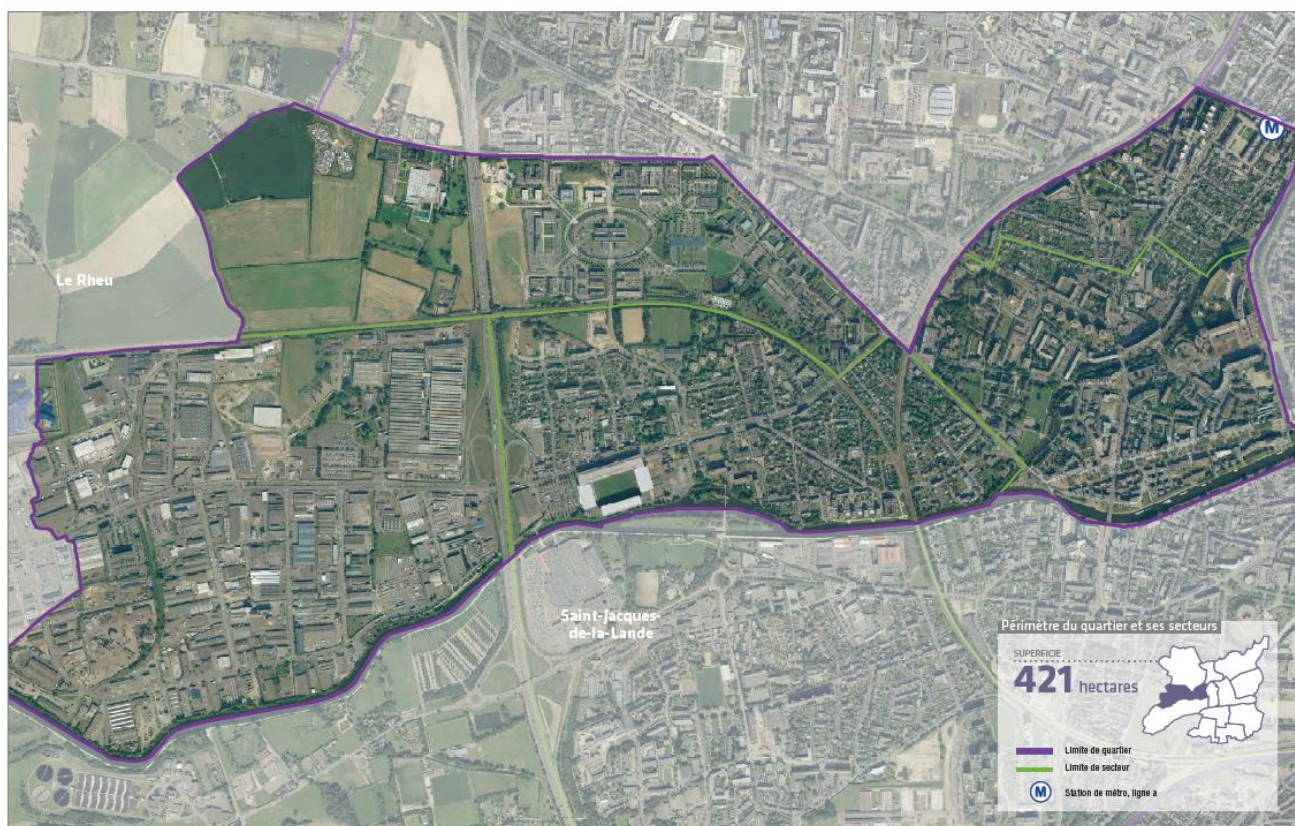 Le Rheu
M
Saint-Jacques-
de-la-Lande
Périmètre du quartier et ses secteurs
SUPERFICIE
421 hectares
Limite de quartier
Limite de secteur
M Station de métro, ligne a